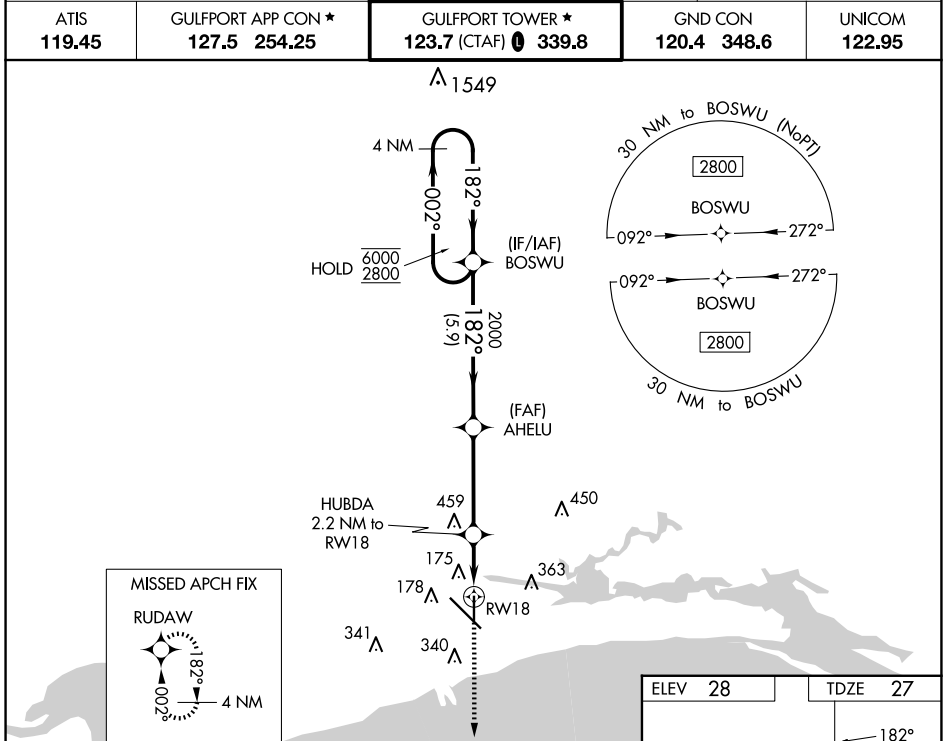 ATIS
119.45
GULFPORT APP CON ★
127.5 254.25
GULFPORT TOWER ★
123.7 (CTAF) L 339.8
GND CON
120.4 348.6
UNICOM
122.95
1549
4 NM
182°
002°
HOLD
6000
2800
(IF/IAF)
BOSWU
2000
182°
(5.9)
(FAF)
AHELU
HUBDA
2.2 NM to
RW18
459
450
175
363
178
RW18
341
340
30 NM to BOSWU (NoPT)
2800
BOSWU
092°
272°
092°
272°
BOSWU
2800
30 NM to BOSWU
MISSED APCH FIX
RUDAW
182°
002°
4 NM
ELEV 28
TDZE 27
182°